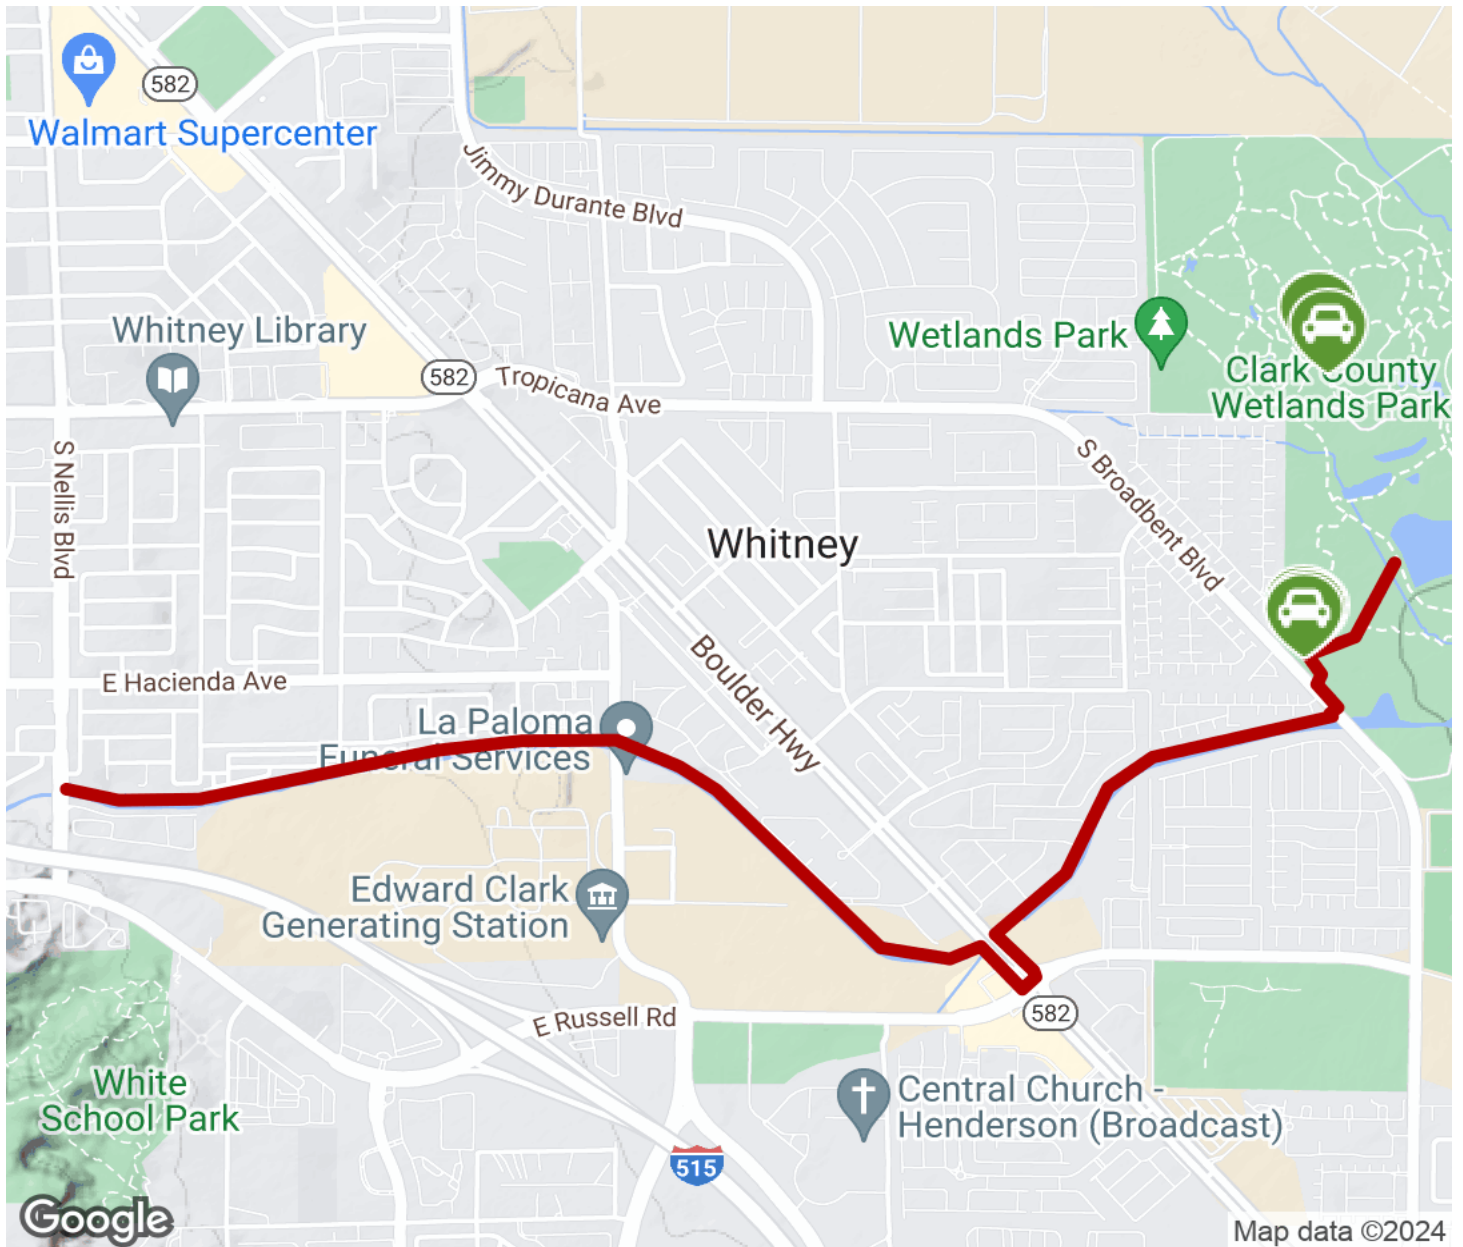 582
Walmart Supercenter
Jimmy Durante Blvd
Whitney Library
582
Tropicana Ave
Wetlands Park
Clark County
Wetlands Park
S Nellis Blvd
S Broadbent Blvd
Whitney
E Hacienda Ave
Boulder Hwy
La Paloma
Funeral Services
Edward Clark
Generating Station
E Russell Rd
582
White
School Park
Central Church -
Henderson (Broadcast)
515
Google
Map data ©2024